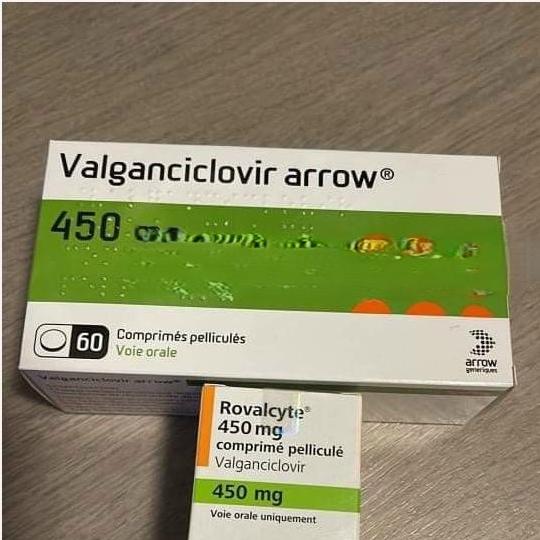 Valganciclovir arrow®
450
60
Comprimés pelliculés
Voie orale
arrow
génériques
Valganciclovir arrow
Rovalcyte®
450 mg
comprimé pelliculé
Valganciclovir
450 mg
Voie orale uniquement